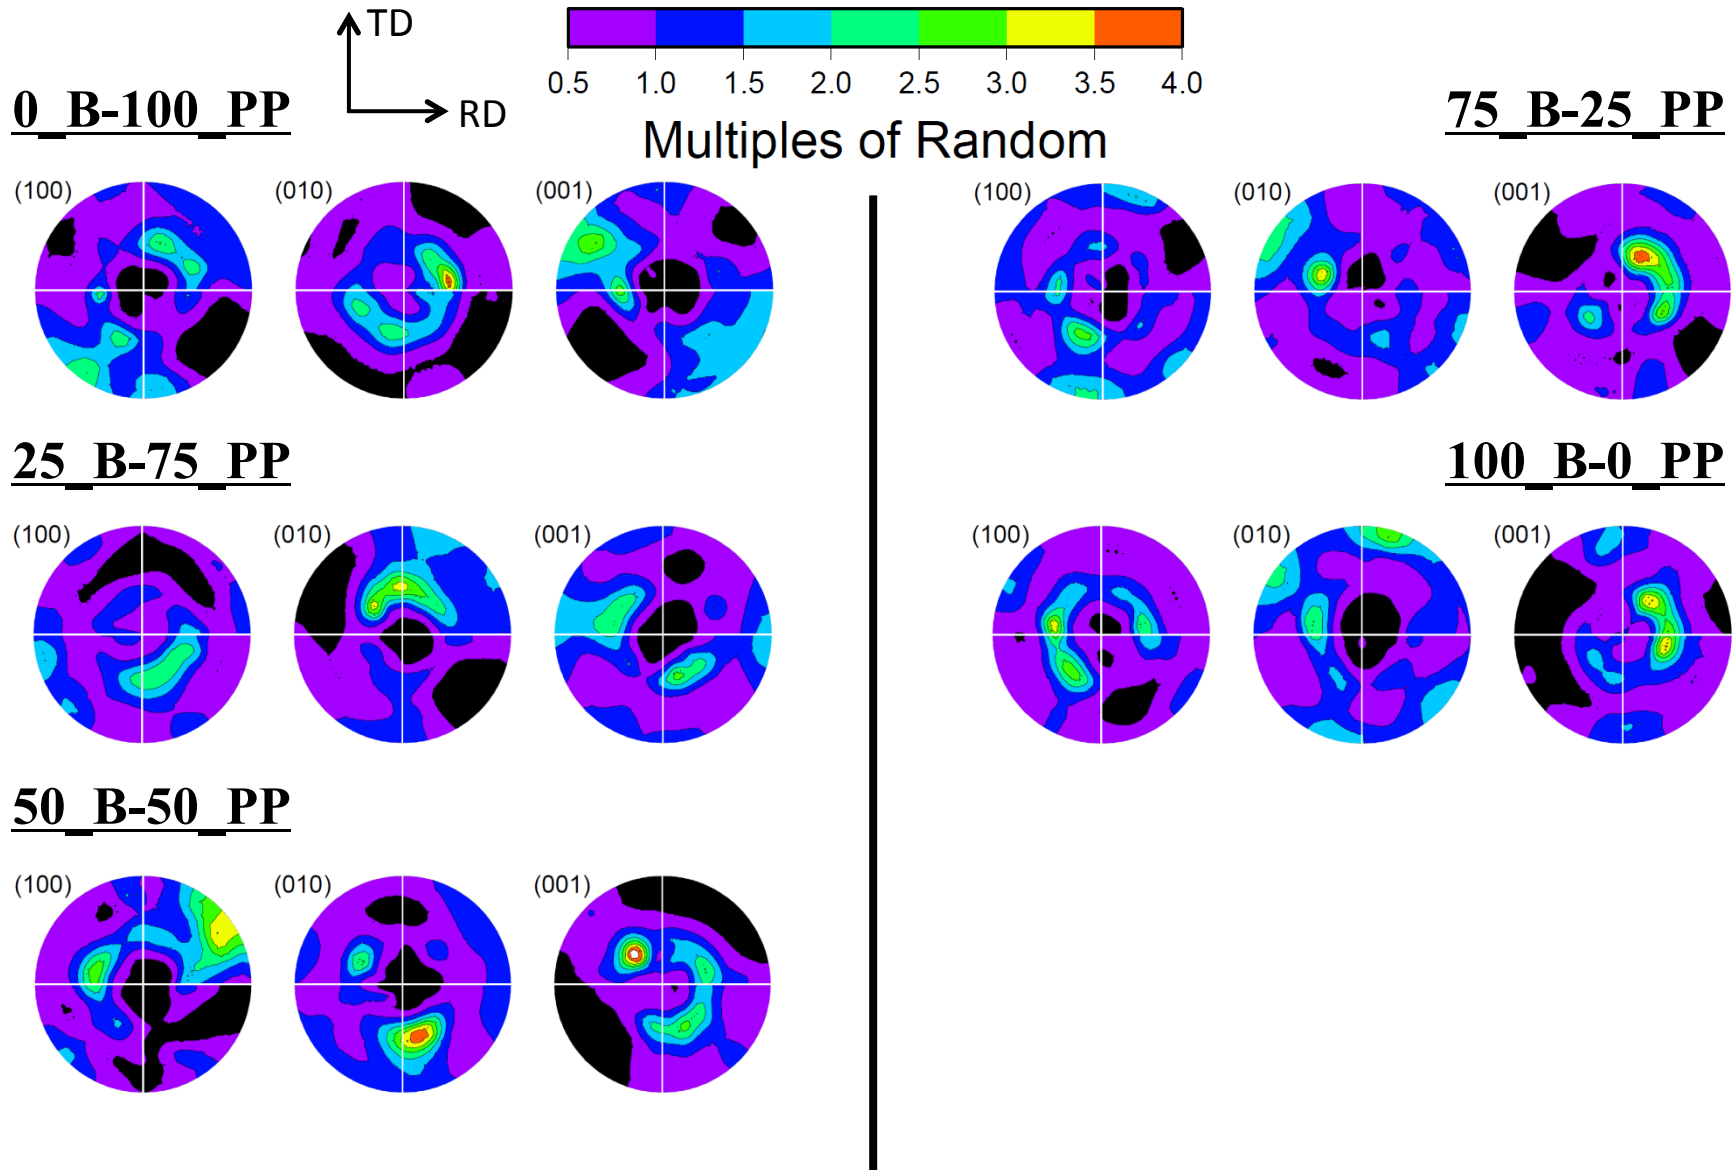 TD
RD
0.5 1.0 1.5 2.0 2.5 3.0 3.5 4.0
Multiples of Random
0_B-100_PP
(100) (010) (001)
25_B-75_PP
(100) (010) (001)
50_B-50_PP
(100) (010) (001)
75_B-25_PP
(100) (010) (001)
100_B-0_PP
(100) (010) (001)